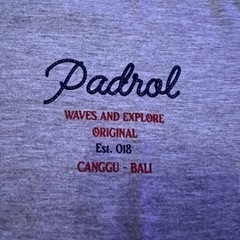 Padrol
WAVES AND EXPLORE
ORIGINAL
Est. 018
CANGGU - BALI